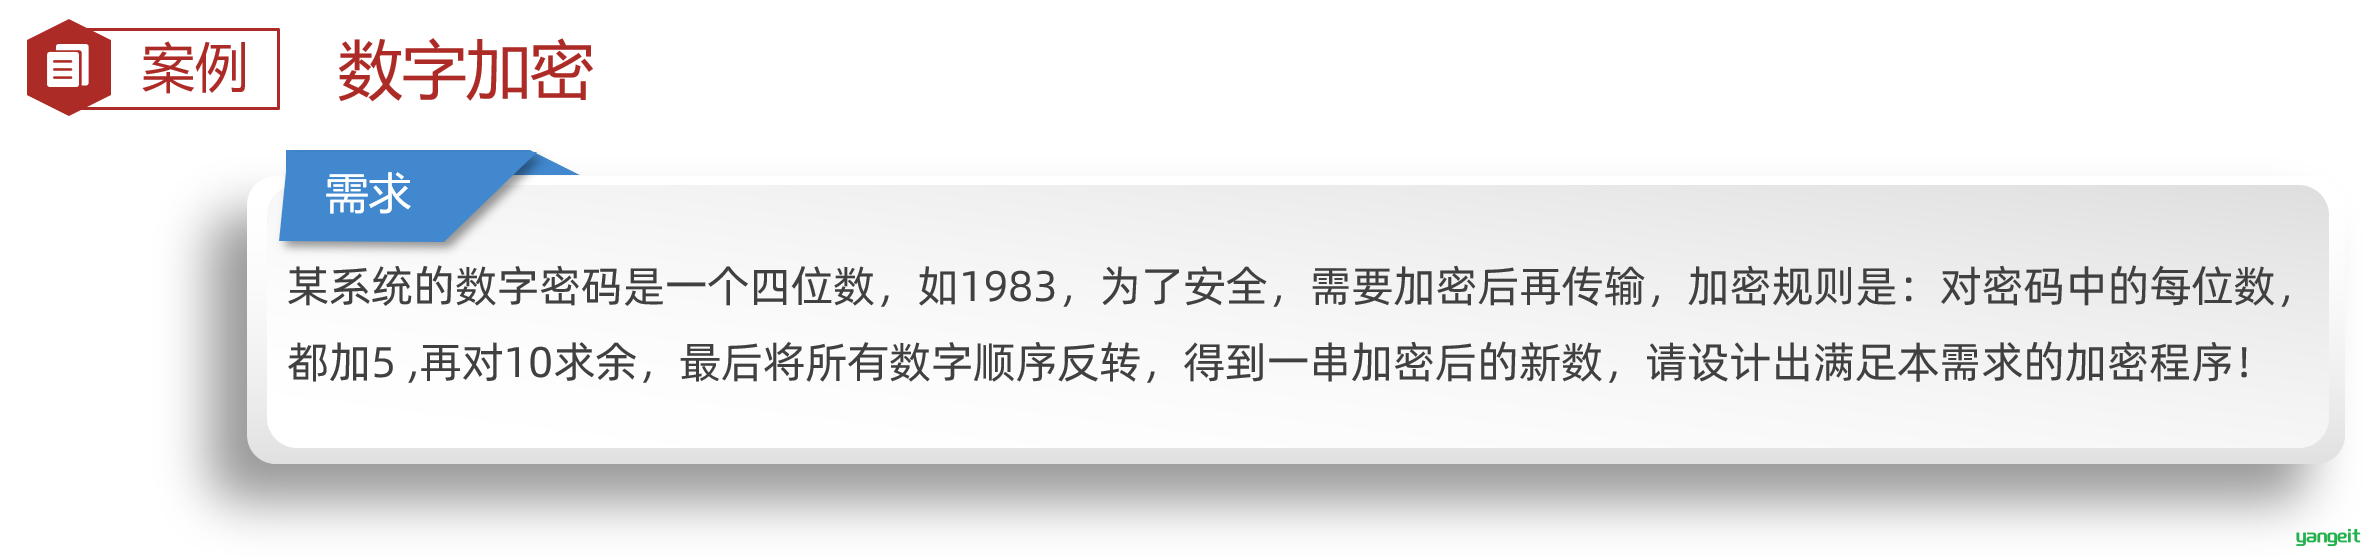 案例 数字加密
需求
某系统的数字密码是一个四位数，如1983，为了安全，需要加密后再传输，加密规则是：对密码中的每位数，
都加5 ,再对10求余，最后将所有数字顺序反转，得到一串加密后的新数，请设计出满足本需求的加密程序！
yangeit